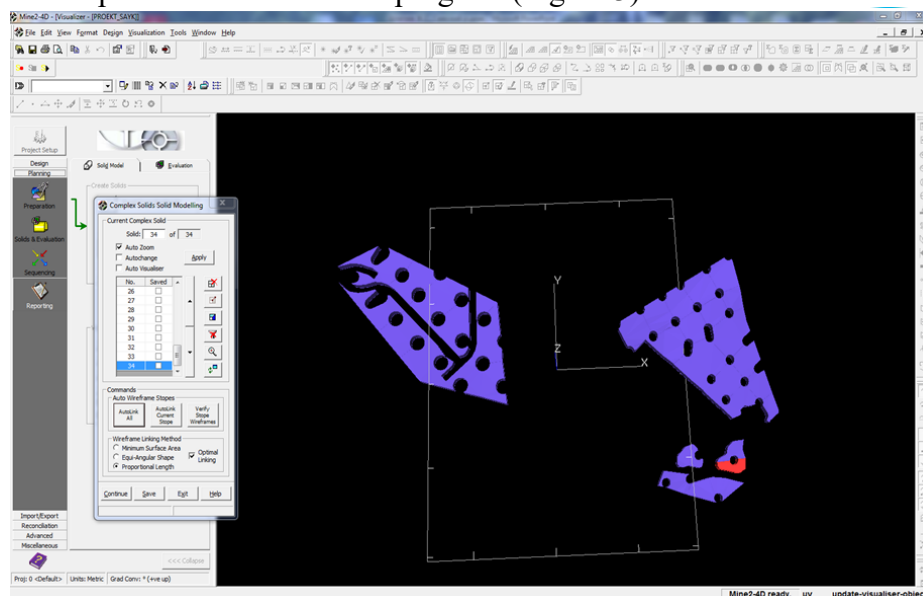 Mine2-4D - [Visualizer - [PROEKT_SAYK]]
File Edit View Format Design Visualization Tools Window Help
Project Setup
Design
Planning
Preparation
Solids & Evaluation
Sequencing
Reporting
Import/Export
Reconciliation
Advanced
Miscellaneous
Solid Model
Evaluation
Create Solids
Complex Solids Solid Modelling
Current Complex Solid
Solid: 34 of 34
Auto Zoom
Autochange
Apply
Auto Visualiser
No. Saved
26
27
28
29
30
31
32
33
34
Commands
Auto Wireframe Stopes
AutoLink All
AutoLink Current Stope
Verify Stope Wireframes
Wireframe Linking Method
Minimum Surface Area
Equi-Angular Shape
Proportional Length
Optimal Linking
Continue Save Exit Help
<<< Collapse
Y
Z
X
Proj: 0 <Default> Units: Metric Grad Conv: * (+ve up)
Mine2-4D ready. uv update-visualiser-objec